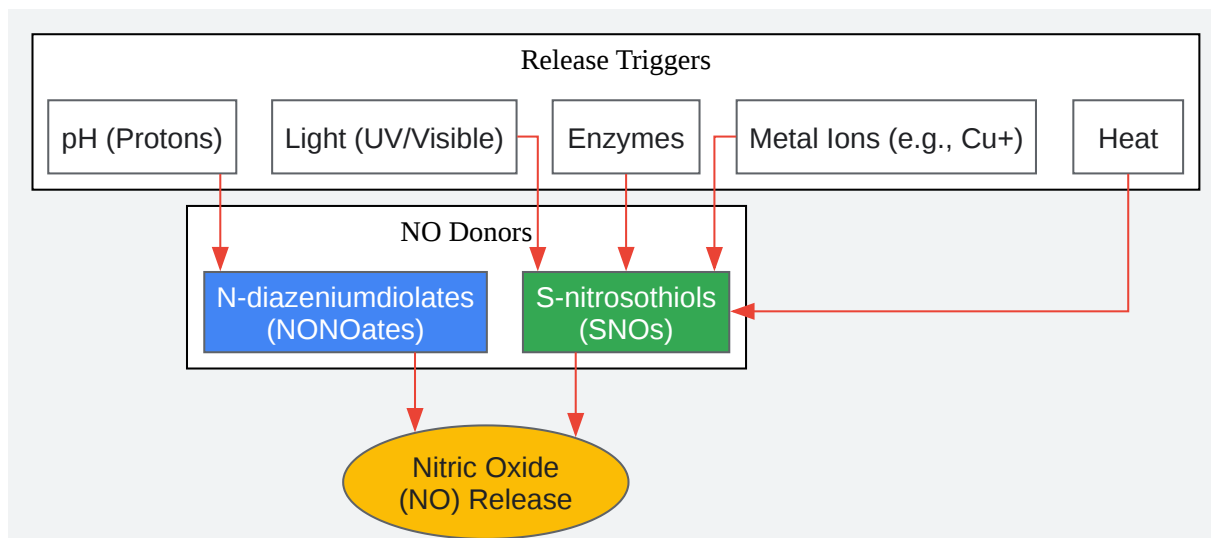 Release Triggers
pH (Protons)
Light (UV/Visible)
Enzymes
Metal Ions (e.g., Cu+)
Heat
NO Donors
N-diazeniumdiolates
(NONOates)
S-nitrosothiols
(SNOs)
Nitric Oxide
(NO) Release